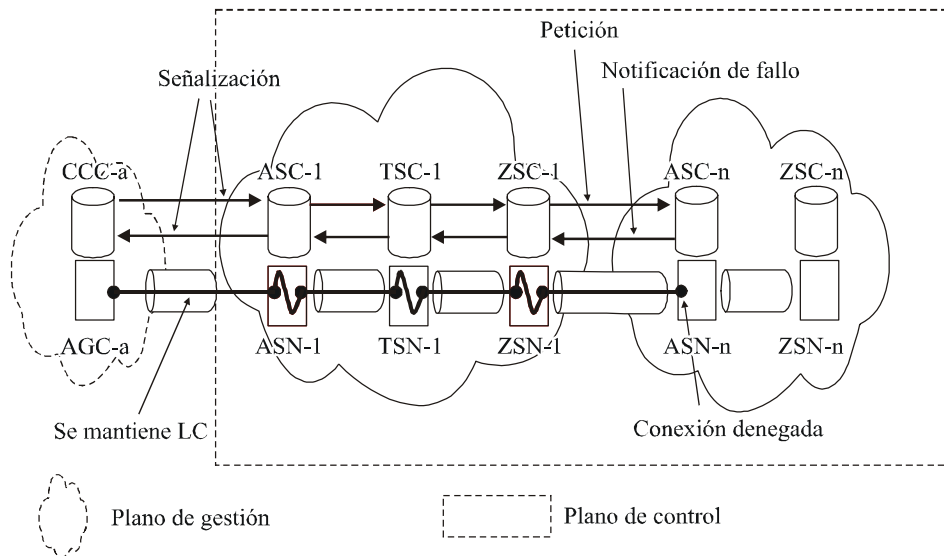 Petición
Señalización
Notificación de fallo
CCC-a
ASC-1
TSC-1
ZSC-1
ASC-n
ZSC-n
AGC-a
ASN-1
TSN-1
ZSN-1
ASN-n
ZSN-n
Se mantiene LC
Conexión denegada
Plano de gestión
Plano de control